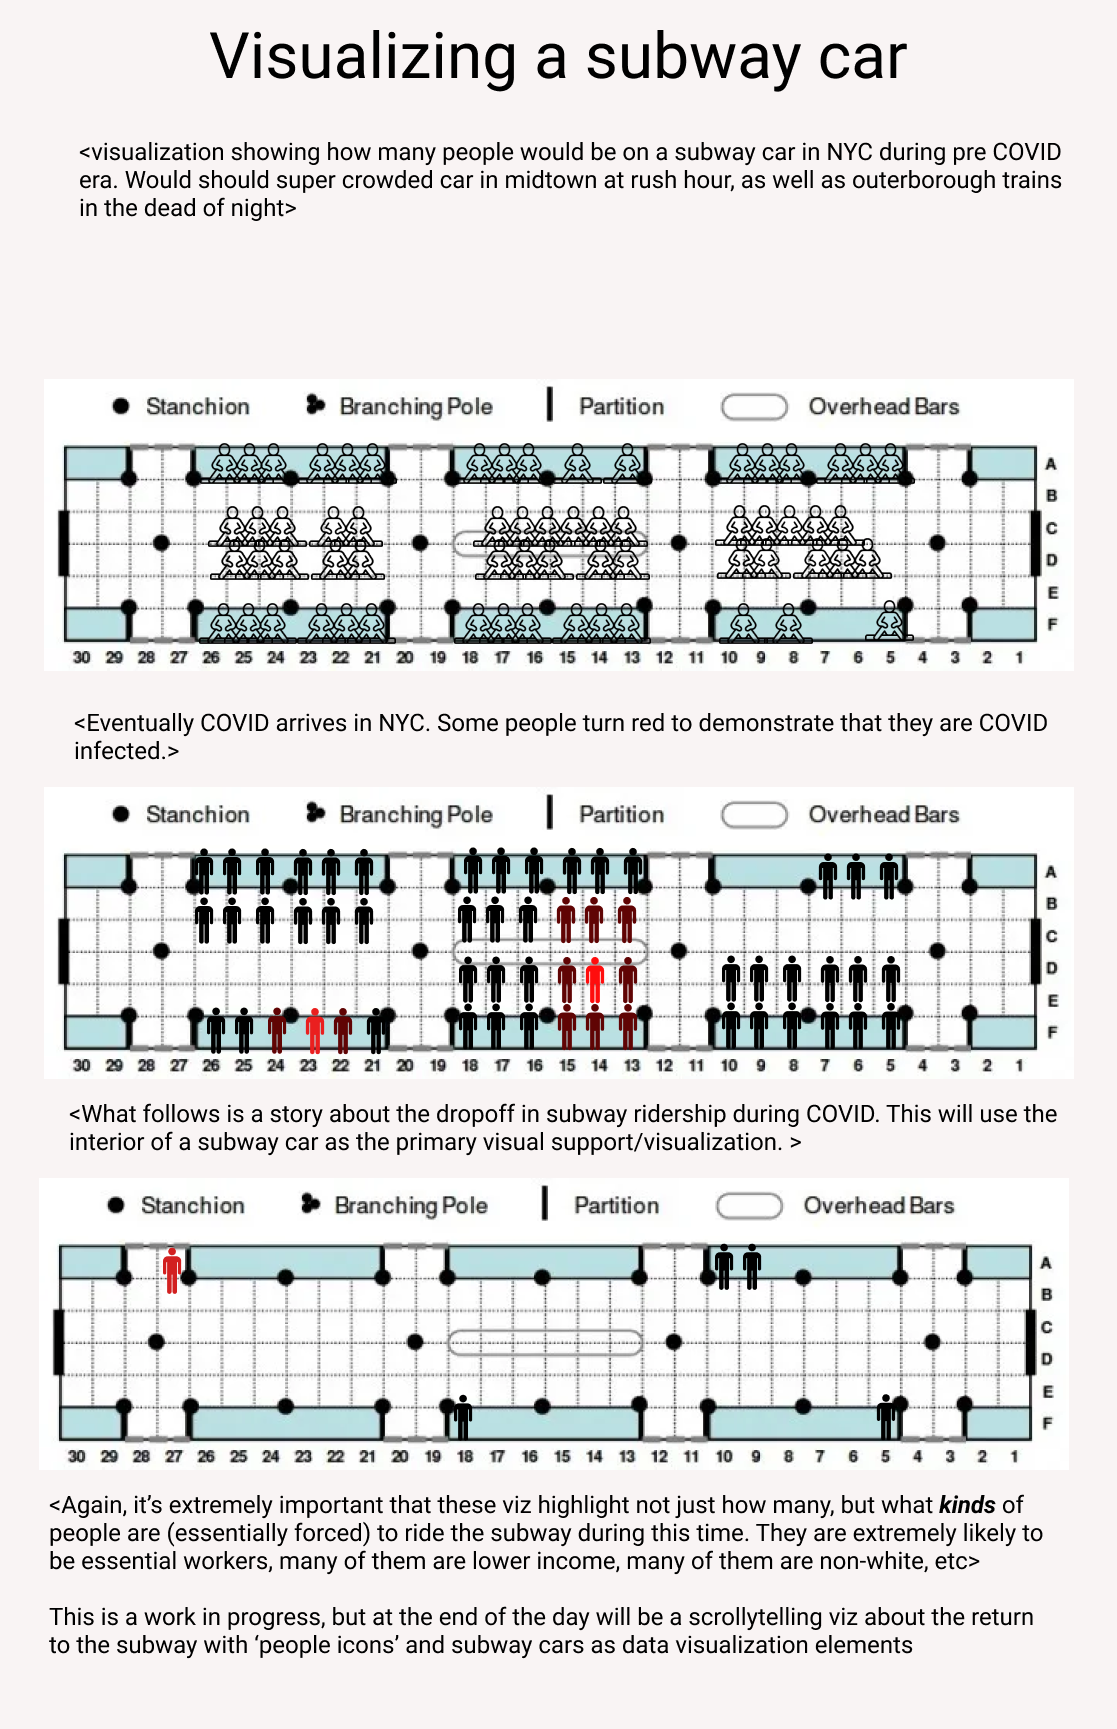 Visualizing a subway car
<visualization showing how many people would be on a subway car in NYC during pre COVID
era. Would should super crowded car in midtown at rush hour, as well as outerborough trains
in the dead of night>
Stanchion Branching Pole Partition Overhead Bars
A
B
C
D
E
F
30 29 28 27 26 25 24 23 22 21 20 19 18 17 16 15 14 13 12 11 10 9 8 7 6 5 4 3 2 1
<Eventually COVID arrives in NYC. Some people turn red to demonstrate that they are COVID
infected.>
Stanchion Branching Pole Partition Overhead Bars
A
B
C
D
E
F
30 29 28 27 26 25 24 23 22 21 20 19 18 17 16 15 14 13 12 11 10 9 8 7 6 5 4 3 2 1
<What follows is a story about the dropoff in subway ridership during COVID. This will use the
interior of a subway car as the primary visual support/visualization. >
Stanchion Branching Pole Partition Overhead Bars
A
B
C
D
E
F
30 29 28 27 26 25 24 23 22 21 20 19 18 17 16 15 14 13 12 11 10 9 8 7 6 5 4 3 2 1
<Again, it’s extremely important that these viz highlight not just how many, but what kinds of
people are (essentially forced) to ride the subway during this time. They are extremely likely to
be essential workers, many of them are lower income, many of them are non-white, etc>
This is a work in progress, but at the end of the day will be a scrollytelling viz about the return
to the subway with ‘people icons’ and subway cars as data visualization elements